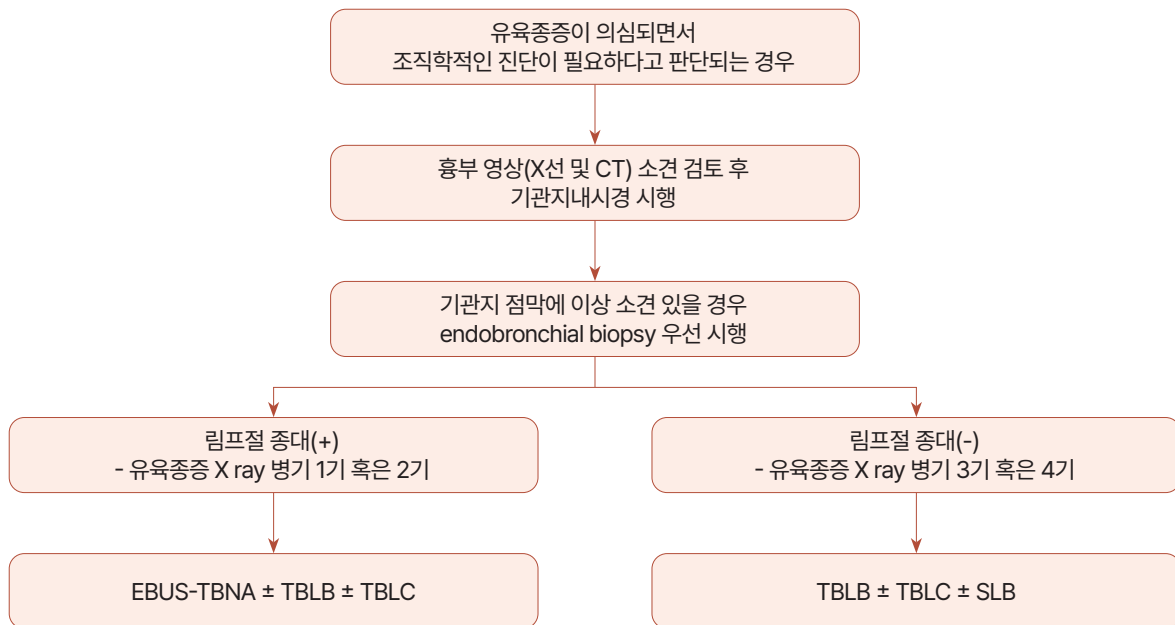 유육종증이 의심되면서
조직학적인 진단이 필요하다고 판단되는 경우
흉부 영상(X선 및 CT) 소견 검토 후
기관지내시경 시행
기관지 점막에 이상 소견 있을 경우
endobronchial biopsy 우선 시행
림프절 종대(+)
- 유육종증 X ray 병기 1기 혹은 2기
림프절 종대(-)
- 유육종증 X ray 병기 3기 혹은 4기
EBUS-TBNA ± TBLB ± TBLC
TBLB ± TBLC ± SLB